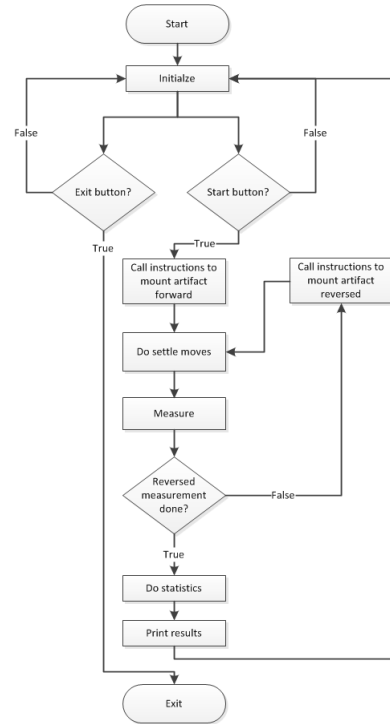 Start
Initialze
False
False
Exit button?
Start button?
True
True
Call instructions to
mount artifact
forward
Call instructions to
mount artifact
reversed
Do settle moves
Measure
Reversed
measurement
done?
False
True
Do statistics
Print results
Exit